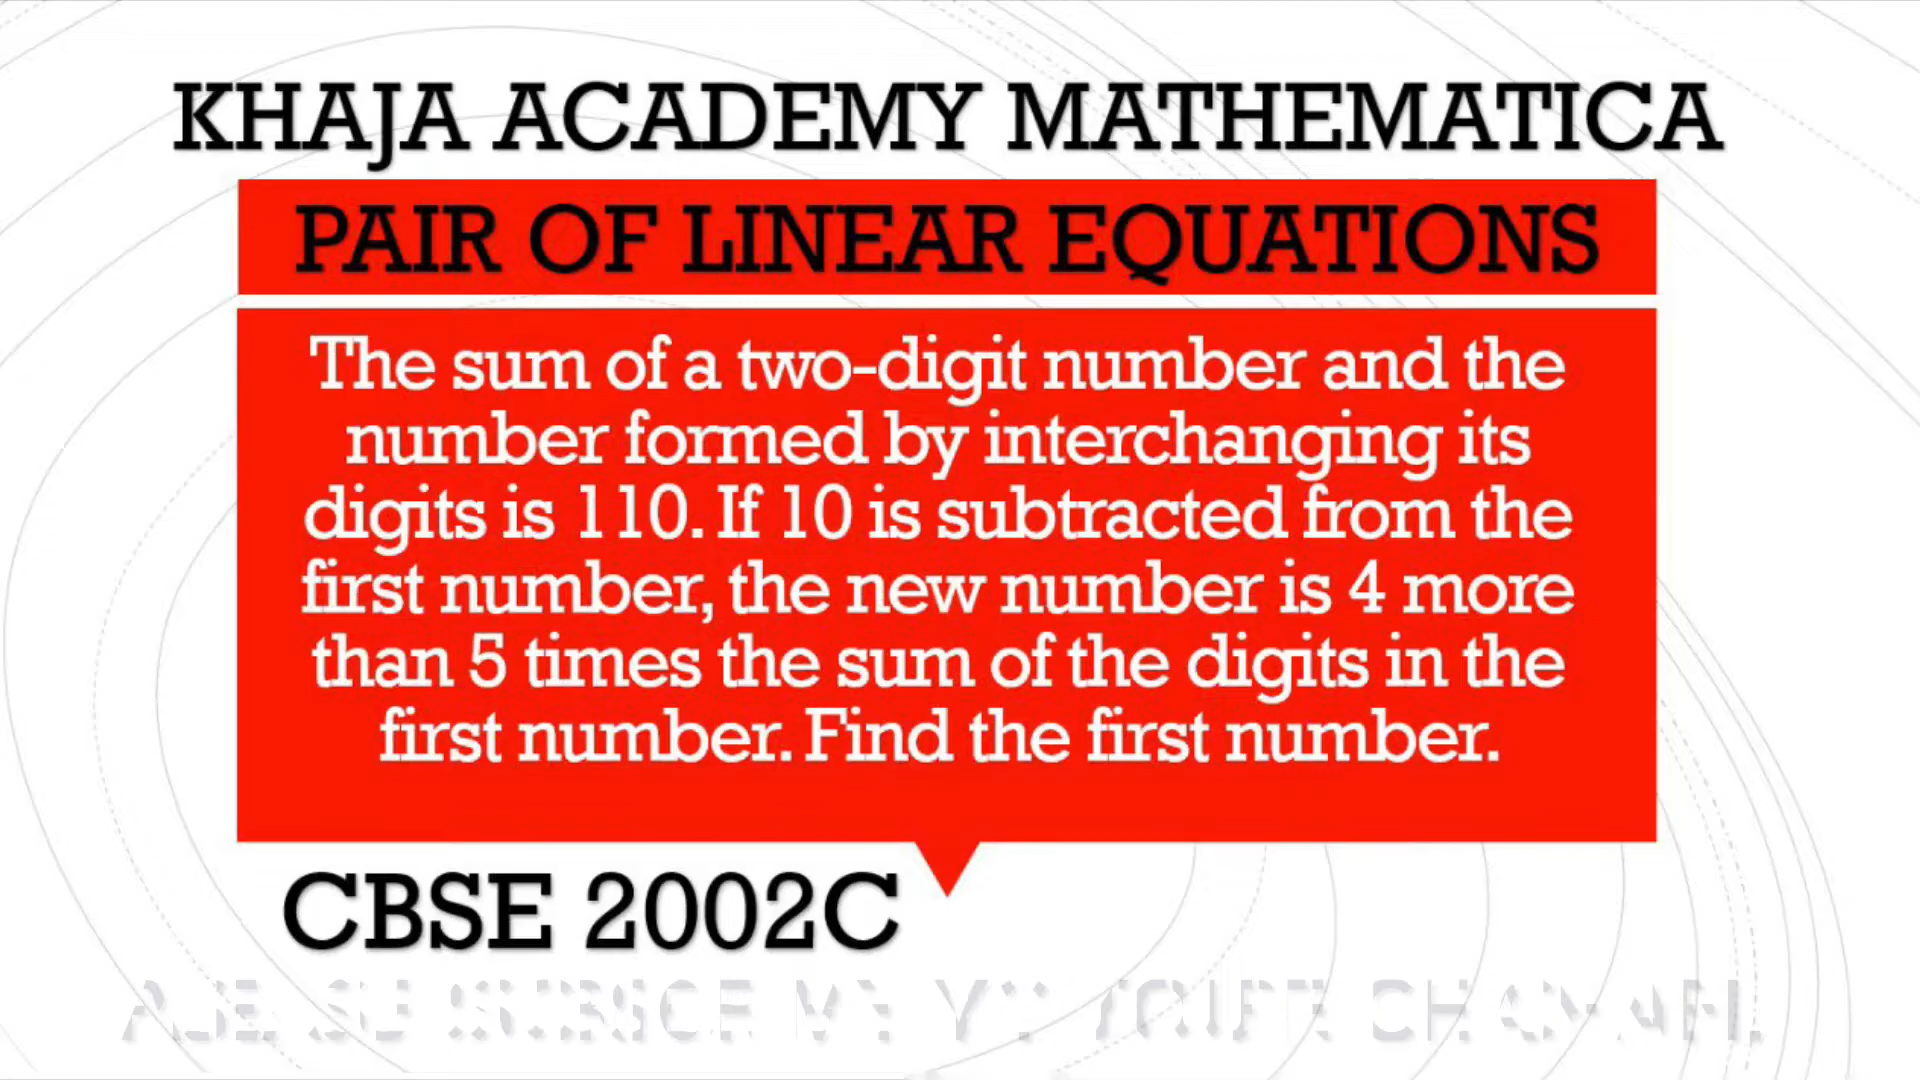 KHAJA ACADEMY MATHEMATICA
PAIR OF LINEAR EQUATIONS
The sum of a two-digit number and the
number formed by interchanging its
digits is 110. If 10 is subtracted from the
first number, the new number is 4 more
than 5 times the sum of the digits in the
first number. Find the first number.
CBSE 2002C